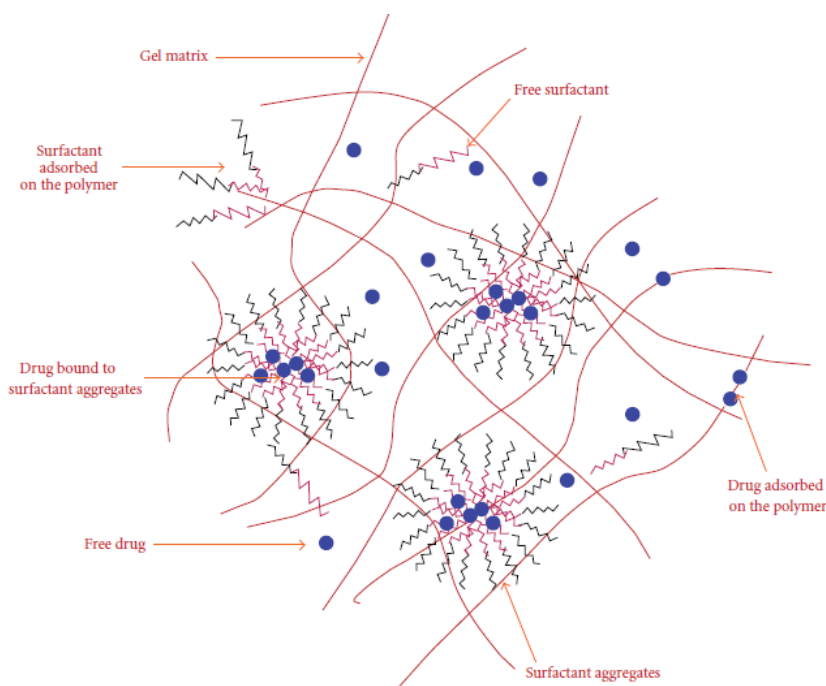 Gel matrix
Free surfactant
Surfactant
adsorbed
on the polymer
Drug bound to
surfactant aggregates
Drug adsorbed
on the polymer
Free drug
Surfactant aggregates